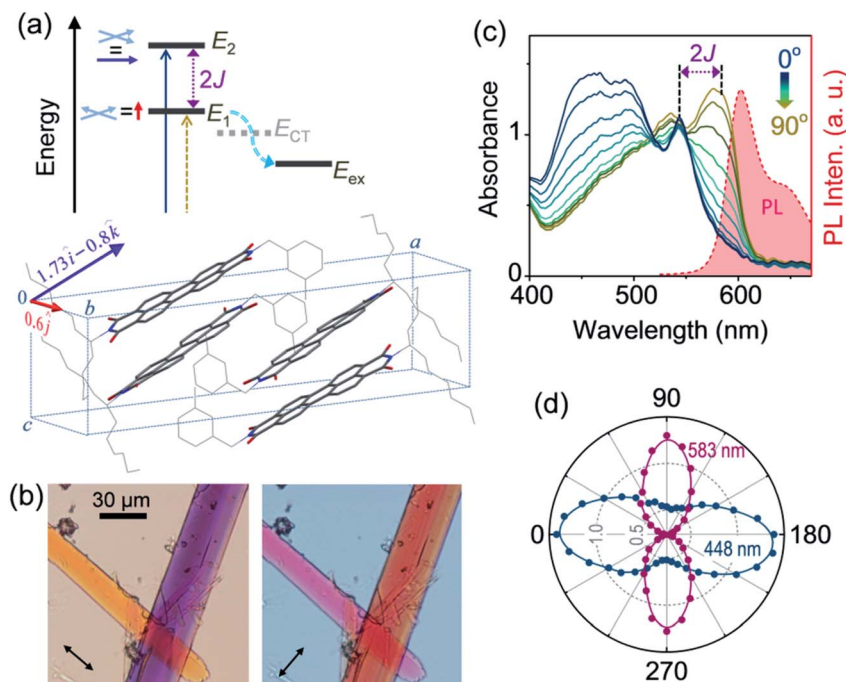 (a)
Energy
=
E₂
2J
=
E₁
E_CT
E_ex
1.73î−0.8k̂
0
0.6ĵ
a
b
c
(b)
30 µm
(c)
2J
0°
90°
PL
Absorbance
1
0
PL Inten. (a. u.)
400
500
600
Wavelength (nm)
(d)
90
583 nm
0
1.0
0.5
180
448 nm
270